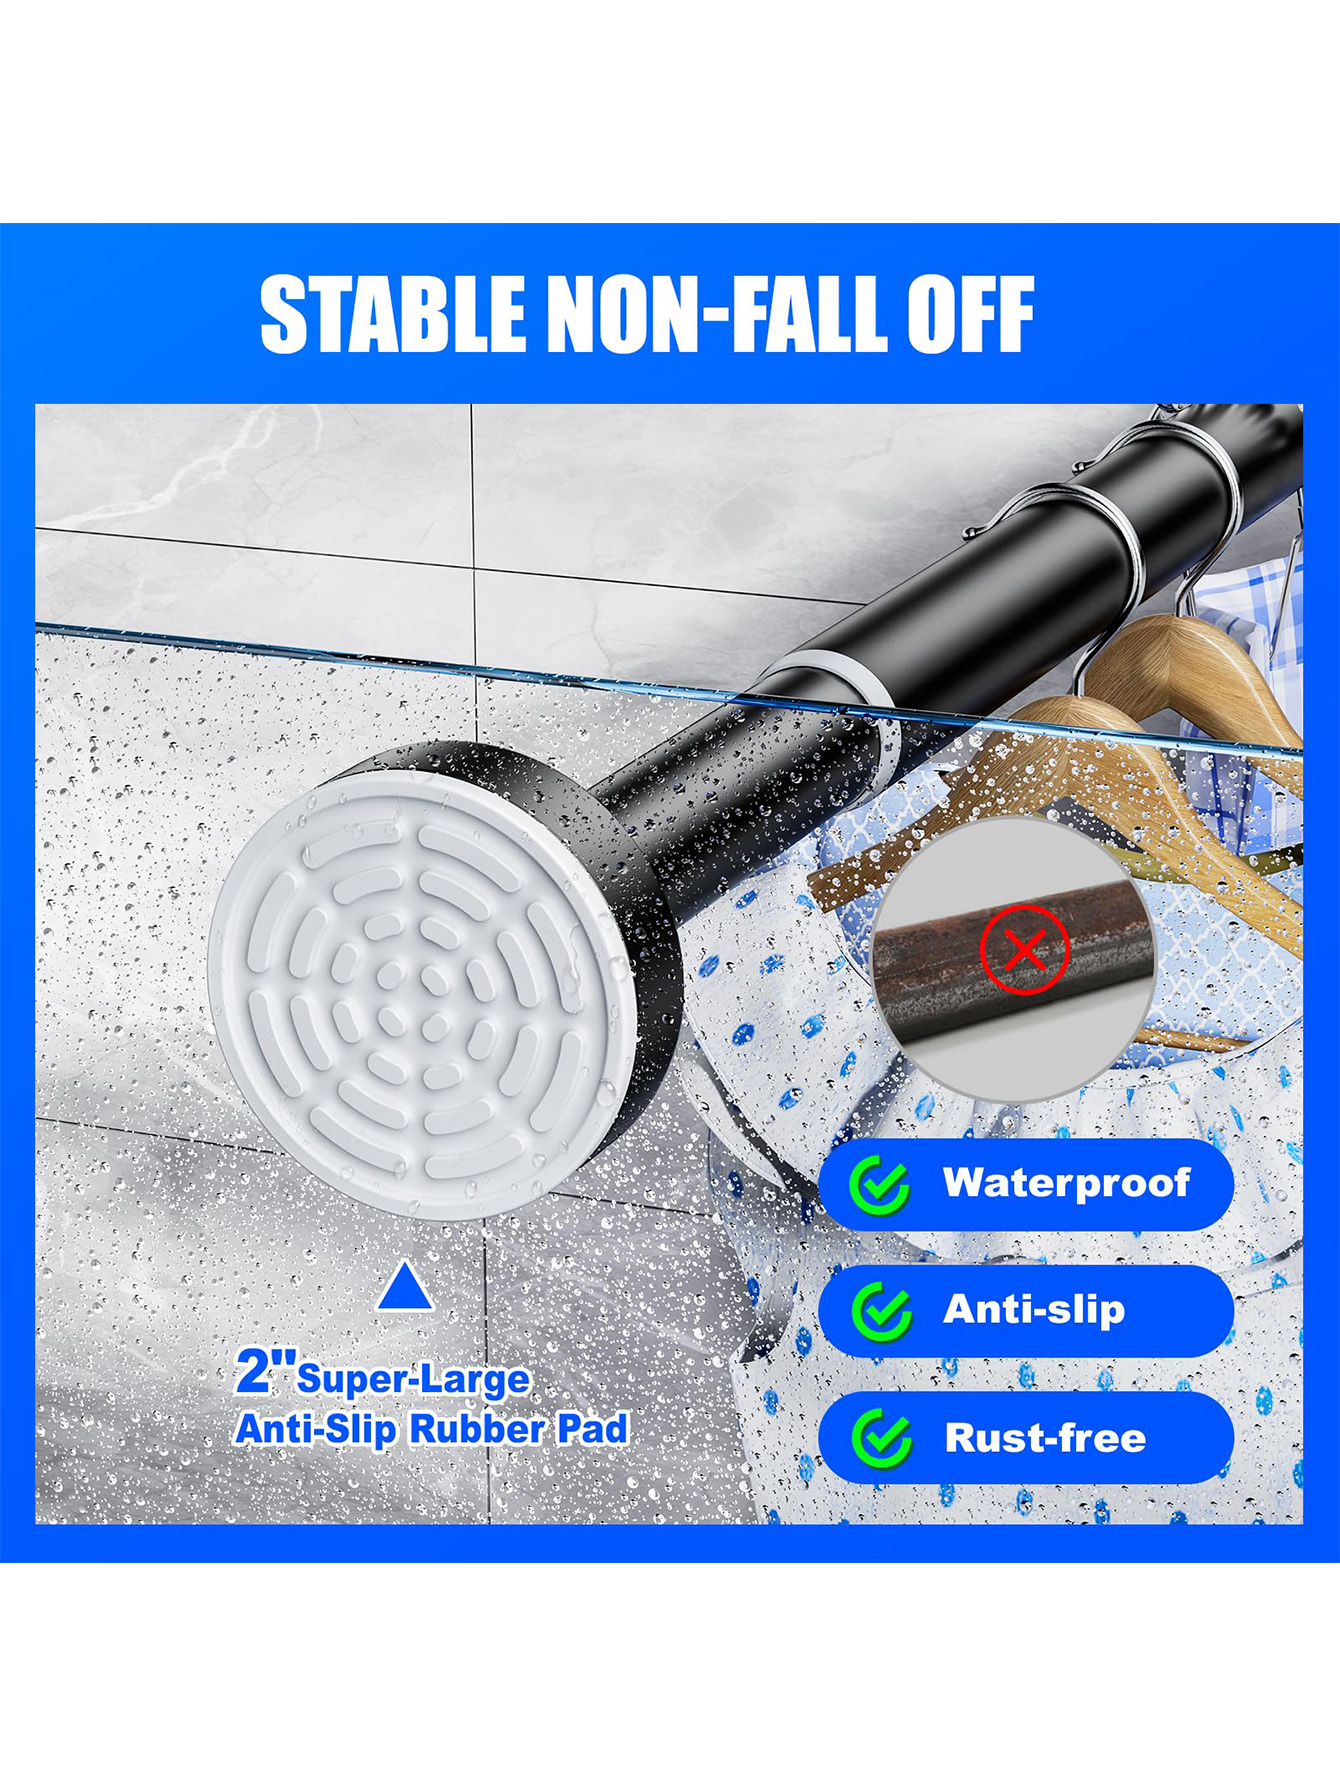 STABLE NON-FALL OFF
Waterproof
Anti-slip
2"Super-Large
Anti-Slip Rubber Pad
Rust-free